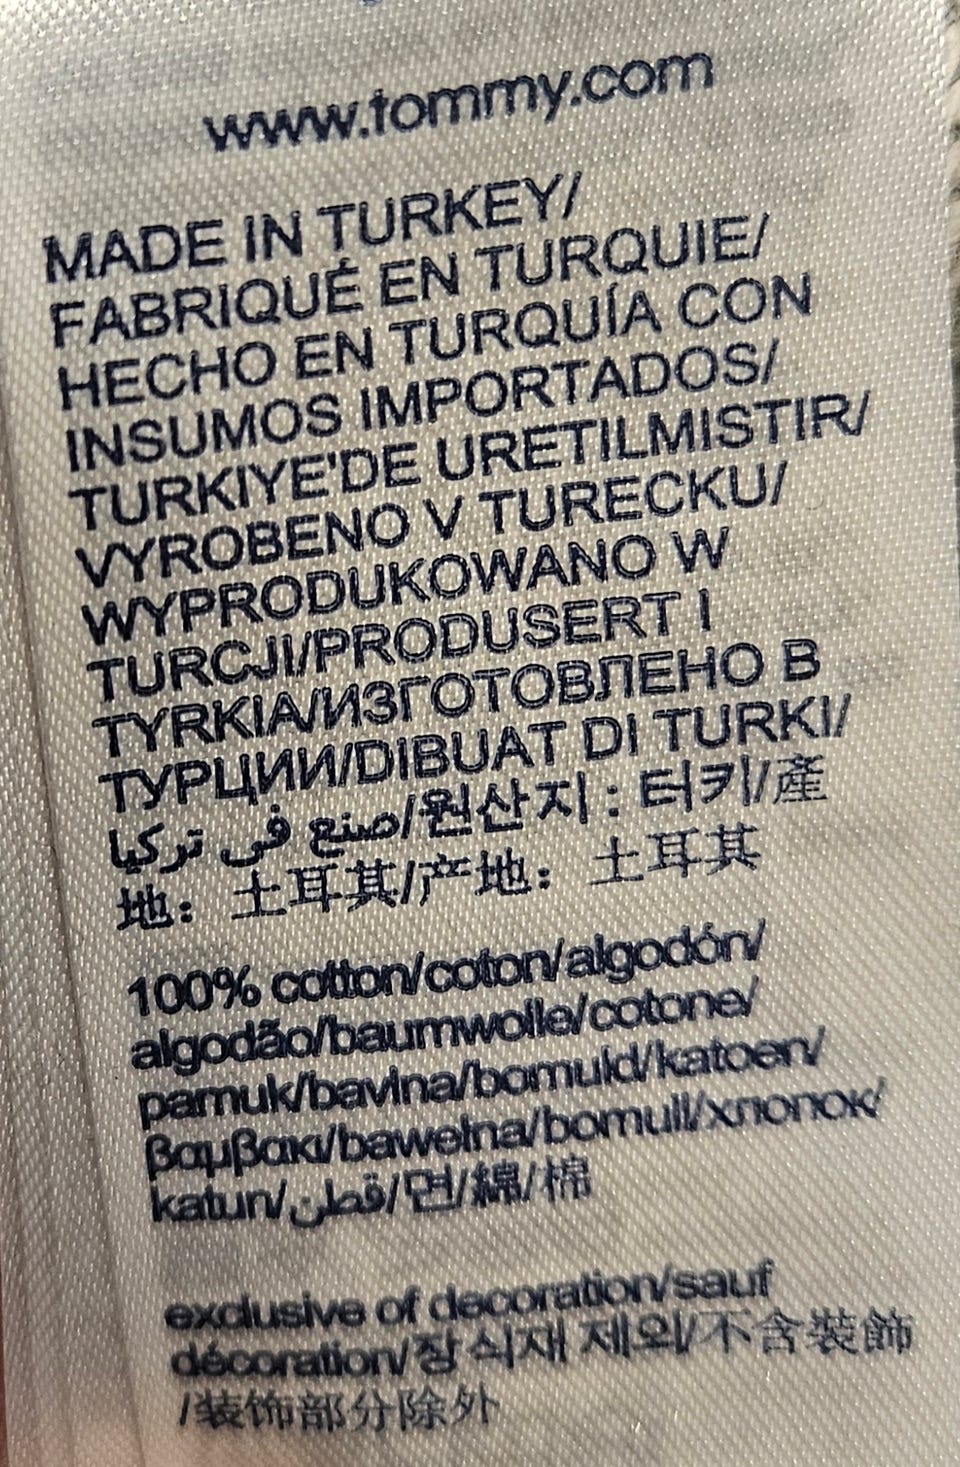 www.tommy.com
MADE IN TURKEY/
FABRIQUÉ EN TURQUIE/
HECHO EN TURQUÍA CON
INSUMOS IMPORTADOS/
TURKIYE'DE URETILMISTIR/
VYROBENO V TURECKU/
WYPRODUKOWANO W
TURCJI/PRODUSERT I
TYRKIA/ИЗГОТОВЛЕНО В
ТУРЦИИ/DIBUAT DI TURKI/
صنع في تركيا/원산지 : 터키/產
地：土耳其/产地：土耳其
100% cotton/coton/algodón/
algodão/baumwolle/cotone/
pamuk/bavlna/bomuld/katoen/
βαμβακι/bawełna/bomull/хлопок/
katun/قطن/면/綿/棉
exclusive of decoration/sauf
décoration/장식재 제외/不含裝飾
/装饰部分除外